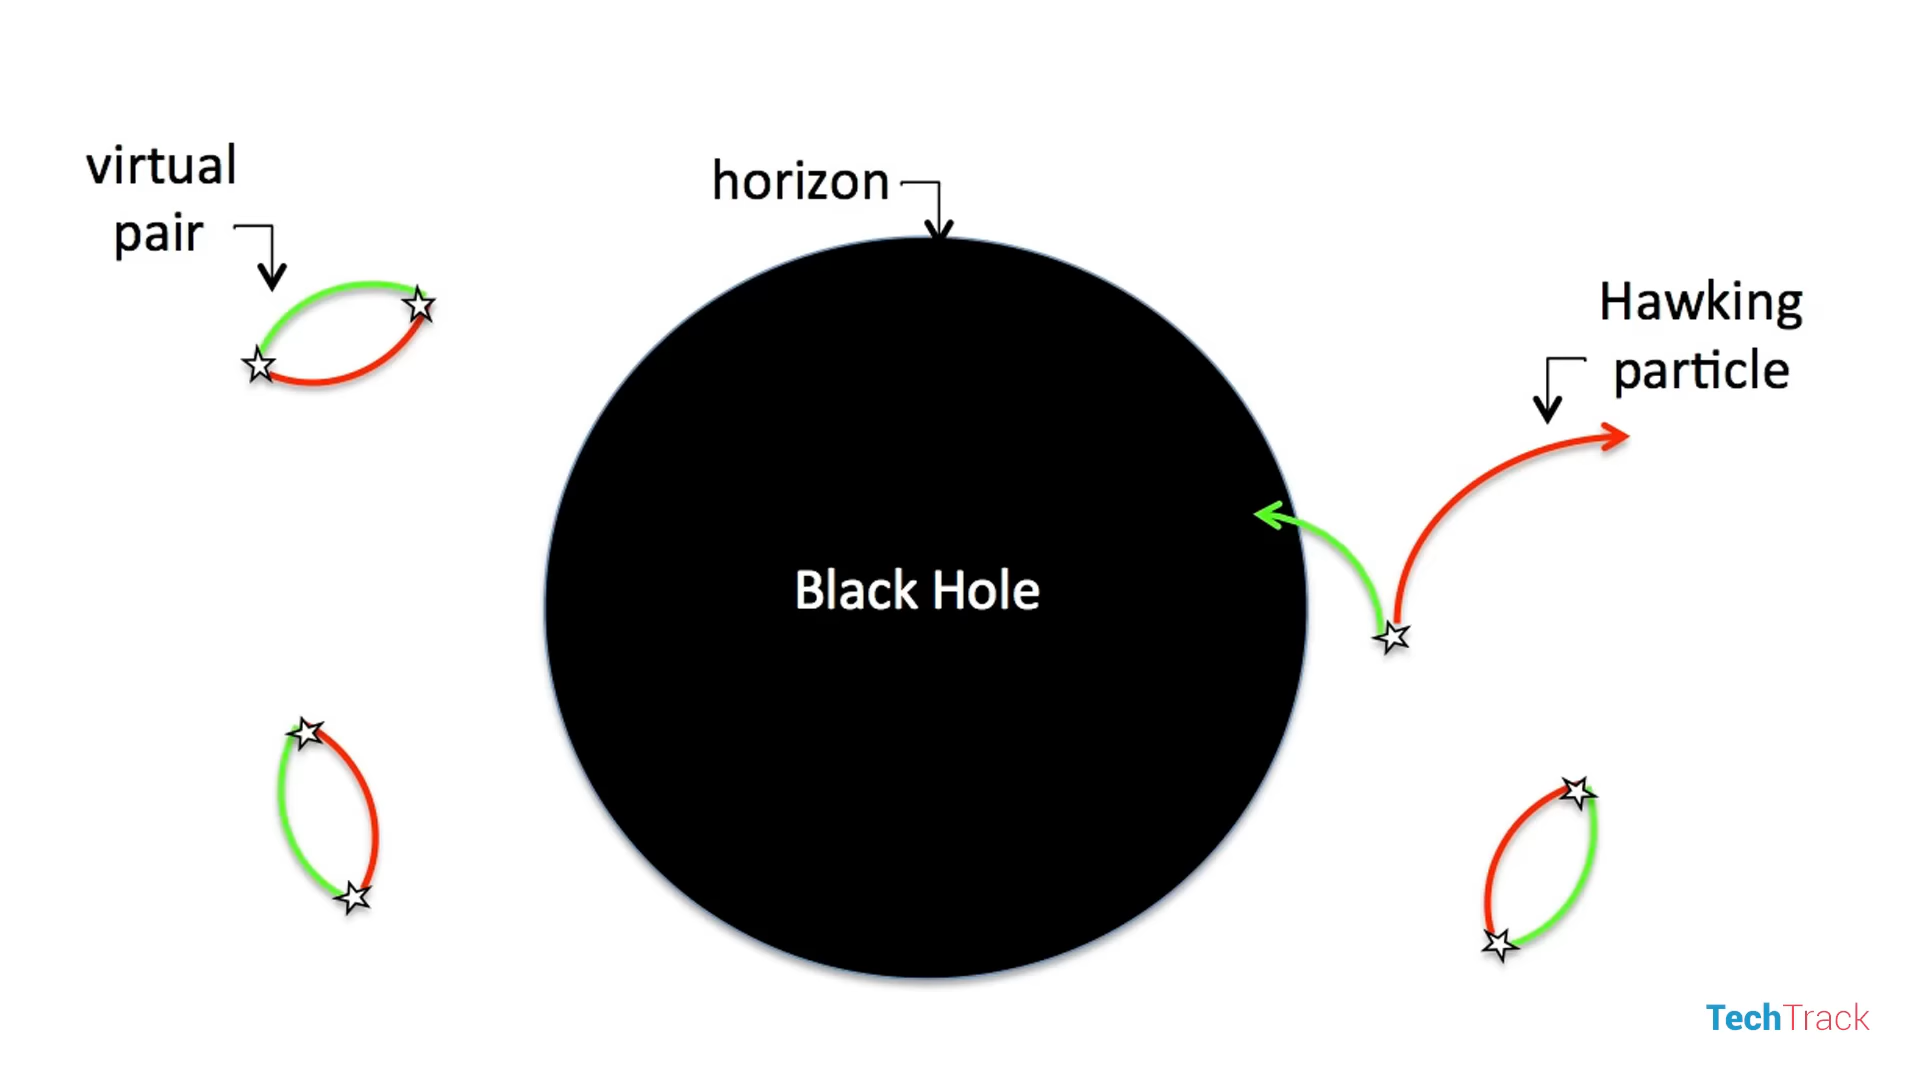 virtual
pair
horizon
Hawking
particle
Black Hole
TechTrack